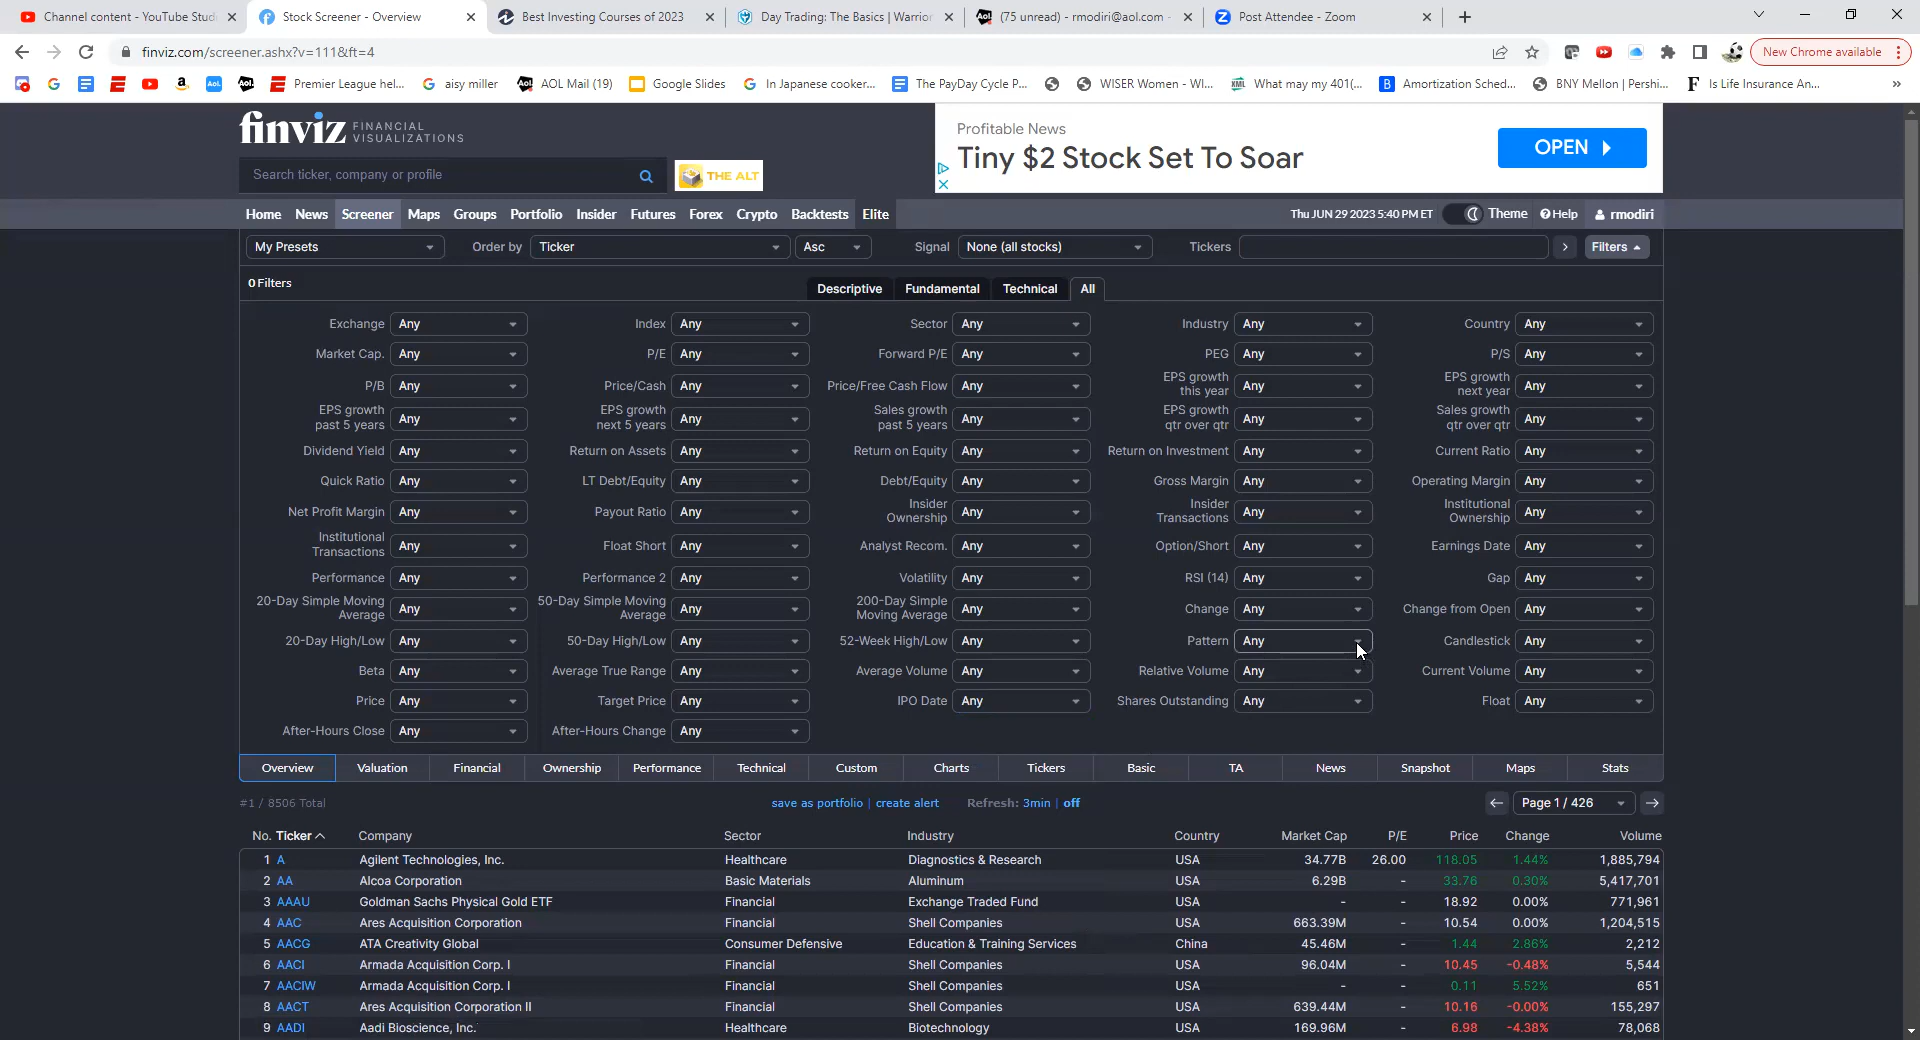 Channel content - YouTube Stud
Stock Screener - Overview
Best Investing Courses of 2023
Day Trading: The Basics | Warrior
(75 unread) - rmodiri@aol.com -
Post Attendee - Zoom
finviz.com/screener.ashx?v=111&ft=4
New Chrome available
Premier League hel...
aisy miller
AOL Mail (19)
Google Slides
In Japanese cooker...
The PayDay Cycle P...
WISER Women - WI...
What may my 401(...
Amortization Sched...
BNY Mellon | Pershi...
Is Life Insurance An...
finviz FINANCIAL VISUALIZATIONS
Profitable News
Tiny $2 Stock Set To Soar
OPEN
Search ticker, company or profile
THE ALT
Home News Screener Maps Groups Portfolio Insider Futures Forex Crypto Backtests Elite
Thu JUN 29 2023 5:40 PM ET Theme Help rmodiri
My Presets Order by Ticker Asc Signal None (all stocks) Tickers Filters
0 Filters
Descriptive Fundamental Technical All
Exchange Any Index Any Sector Any Industry Any Country Any
Market Cap. Any P/E Any Forward P/E Any PEG Any P/S Any
P/B Any Price/Cash Any Price/Free Cash Flow Any EPS growth this year Any EPS growth next year Any
EPS growth past 5 years Any EPS growth next 5 years Any Sales growth past 5 years Any EPS growth qtr over qtr Any Sales growth qtr over qtr Any
Dividend Yield Any Return on Assets Any Return on Equity Any Return on Investment Any Current Ratio Any
Quick Ratio Any LT Debt/Equity Any Debt/Equity Any Gross Margin Any Operating Margin Any
Net Profit Margin Any Payout Ratio Any Insider Ownership Any Insider Transactions Any Institutional Ownership Any
Institutional Transactions Any Float Short Any Analyst Recom. Any Option/Short Any Earnings Date Any
Performance Any Performance 2 Any Volatility Any RSI (14) Any Gap Any
20-Day Simple Moving Average Any 50-Day Simple Moving Average Any 200-Day Simple Moving Average Any Change Any Change from Open Any
20-Day High/Low Any 50-Day High/Low Any 52-Week High/Low Any Pattern Any Candlestick Any
Beta Any Average True Range Any Average Volume Any Relative Volume Any Current Volume Any
Price Any Target Price Any IPO Date Any Shares Outstanding Any Float Any
After-Hours Close Any After-Hours Change Any
Overview Valuation Financial Ownership Performance Technical Custom Charts Tickers Basic TA News Snapshot Maps Stats
#1 / 8506 Total save as portfolio | create alert Refresh: 3min | off Page 1 / 426
No. Ticker Company Sector Industry Country Market Cap P/E Price Change Volume
1 A Agilent Technologies, Inc. Healthcare Diagnostics & Research USA 34.77B 26.00 118.05 1.44% 1,885,794
2 AA Alcoa Corporation Basic Materials Aluminum USA 6.29B - 33.76 0.30% 5,417,701
3 AAAU Goldman Sachs Physical Gold ETF Financial Exchange Traded Fund USA - - 18.92 0.00% 771,961
4 AAC Ares Acquisition Corporation Financial Shell Companies USA 663.39M - 10.54 0.00% 1,204,515
5 AACG ATA Creativity Global Consumer Defensive Education & Training Services China 45.46M - 1.44 2.86% 2,212
6 AACI Armada Acquisition Corp. I Financial Shell Companies USA 96.04M - 10.45 -0.48% 5,544
7 AACIW Armada Acquisition Corp. I Financial Shell Companies USA - - 0.11 5.52% 651
8 AACT Ares Acquisition Corporation II Financial Shell Companies USA 639.44M - 10.16 -0.00% 155,297
9 AADI Aadi Bioscience, Inc. Healthcare Biotechnology USA 169.96M - 6.98 -4.38% 78,068